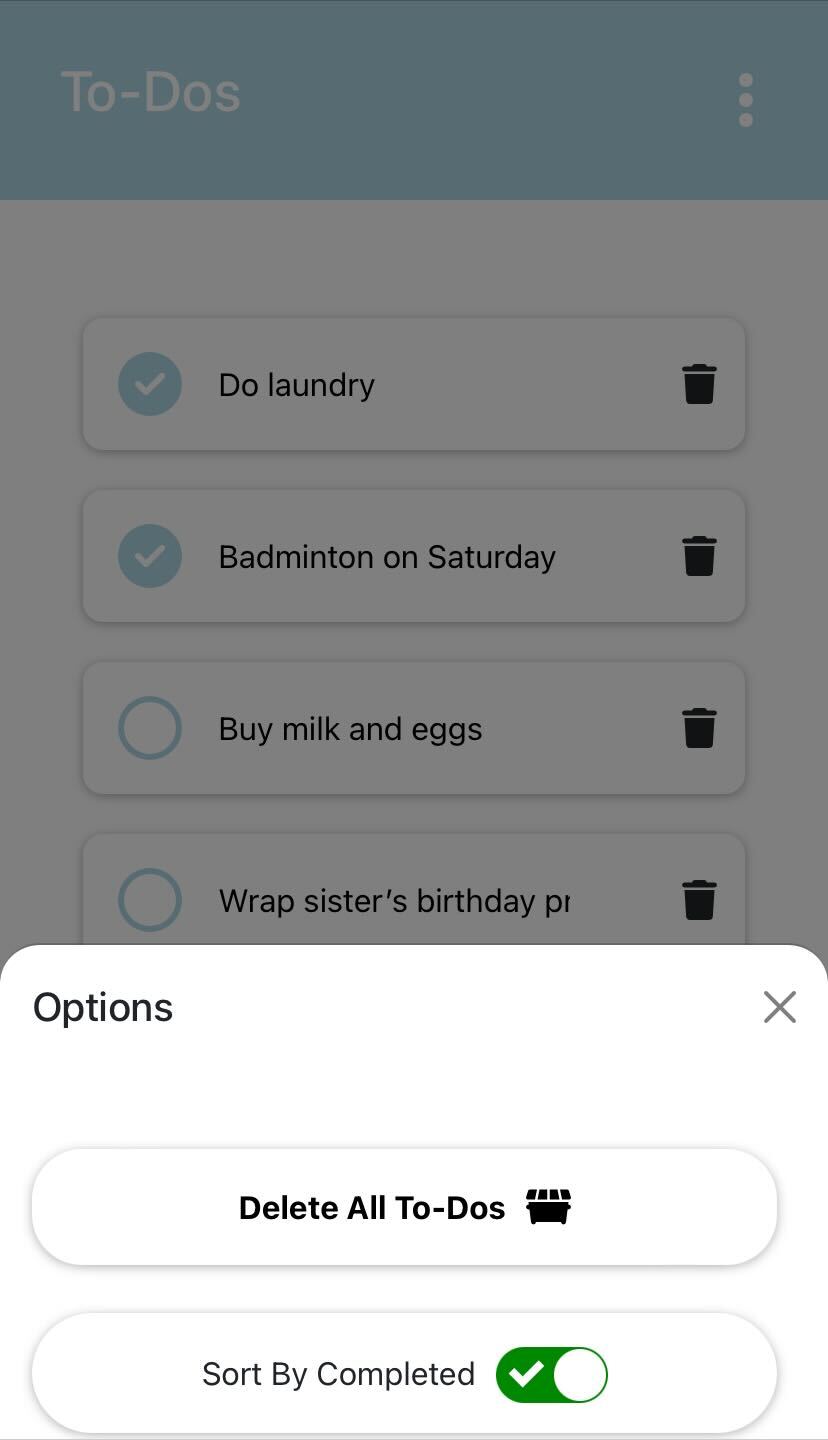 To-Dos
Do laundry
Badminton on Saturday
Buy milk and eggs
Wrap sister’s birthday pr
Options
Delete All To-Dos
Sort By Completed